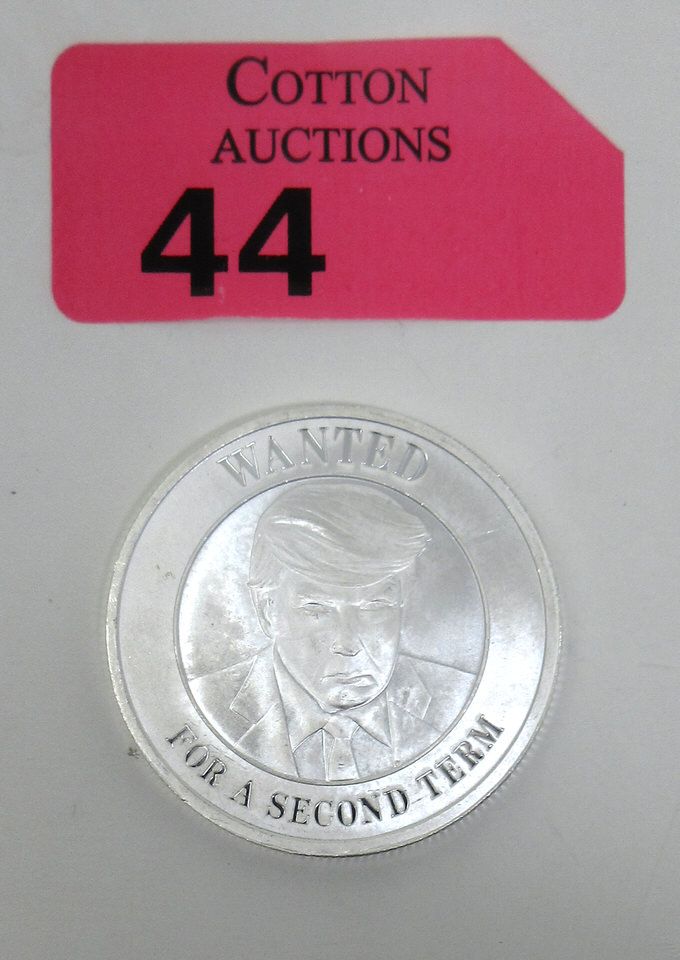 COTTON
AUCTIONS
44
WANTED
FOR A SECOND TERM